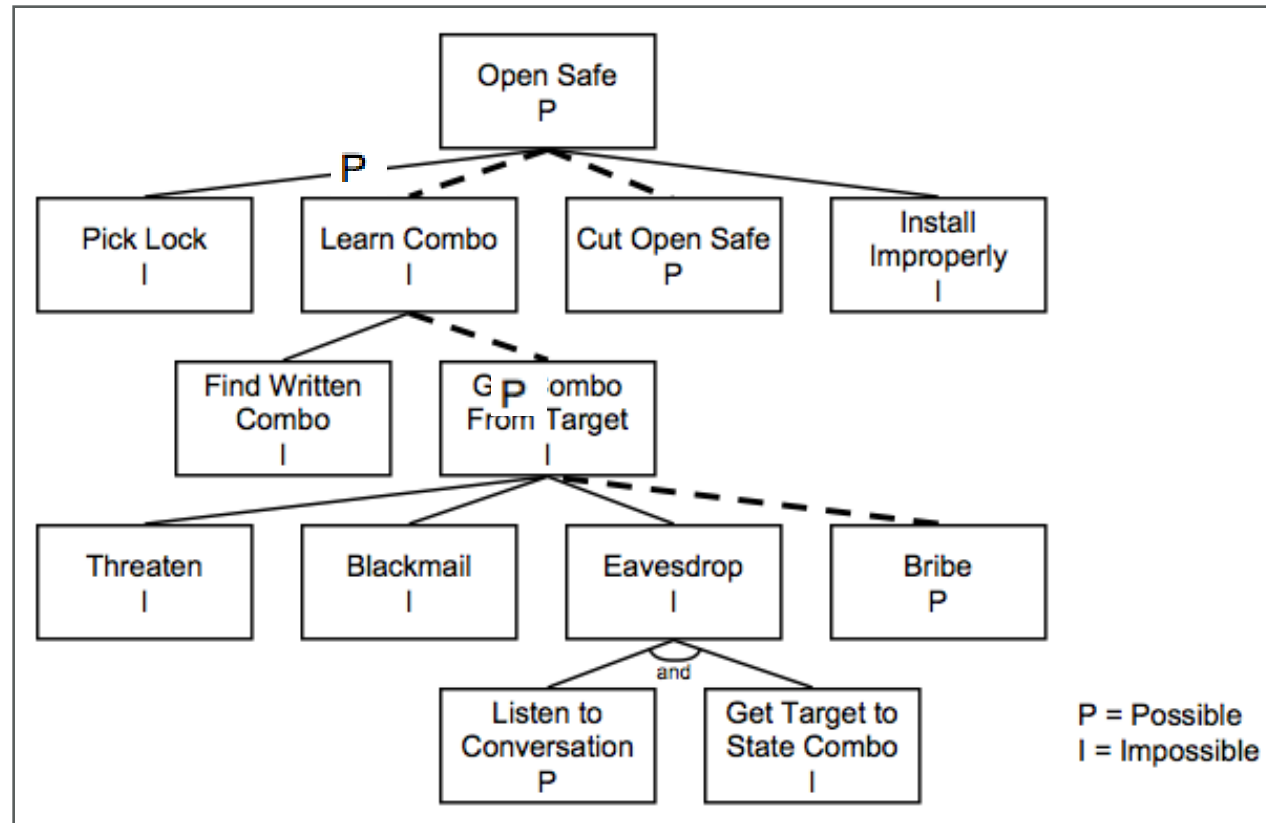 Open Safe
P
P
Pick Lock
I
Learn Combo
I
Cut Open Safe
P
Install
Improperly
I
Find Written
Combo
I
P
From Target
I
Threaten
I
Blackmail
I
Eavesdrop
I
Bribe
P
and
Listen to
Conversation
P
Get Target to
State Combo
I
P = Possible
I = Impossible